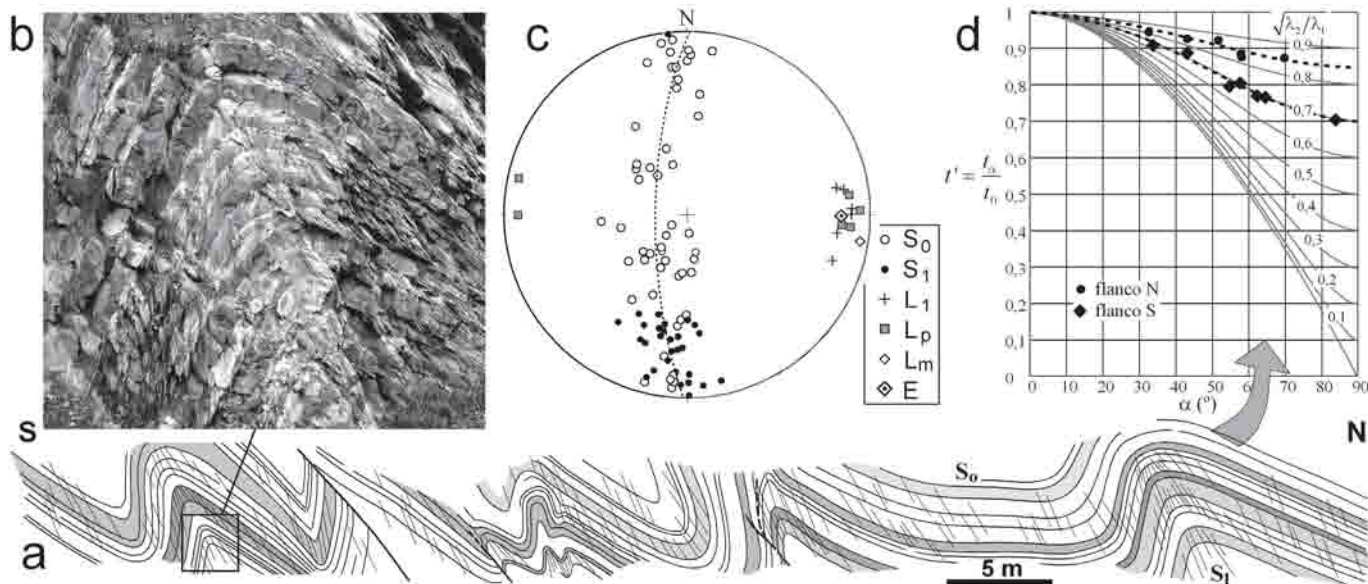 b
c
N
S₀
S₁
L₁
Lₚ
Lₘ
E
d
√λ₂/λ₁
t' = tα/t₀
1
0,9
0,8
0,7
0,6
0,5
0,4
0,3
0,2
0,1
0
0,9
0,8
0,7
0,6
0,5
0,4
0,3
0,2
0,1
flanco N
flanco S
0 10 20 30 40 50 60 70 80 90
α (º)
S
N
S₀
a
5 m
S₁